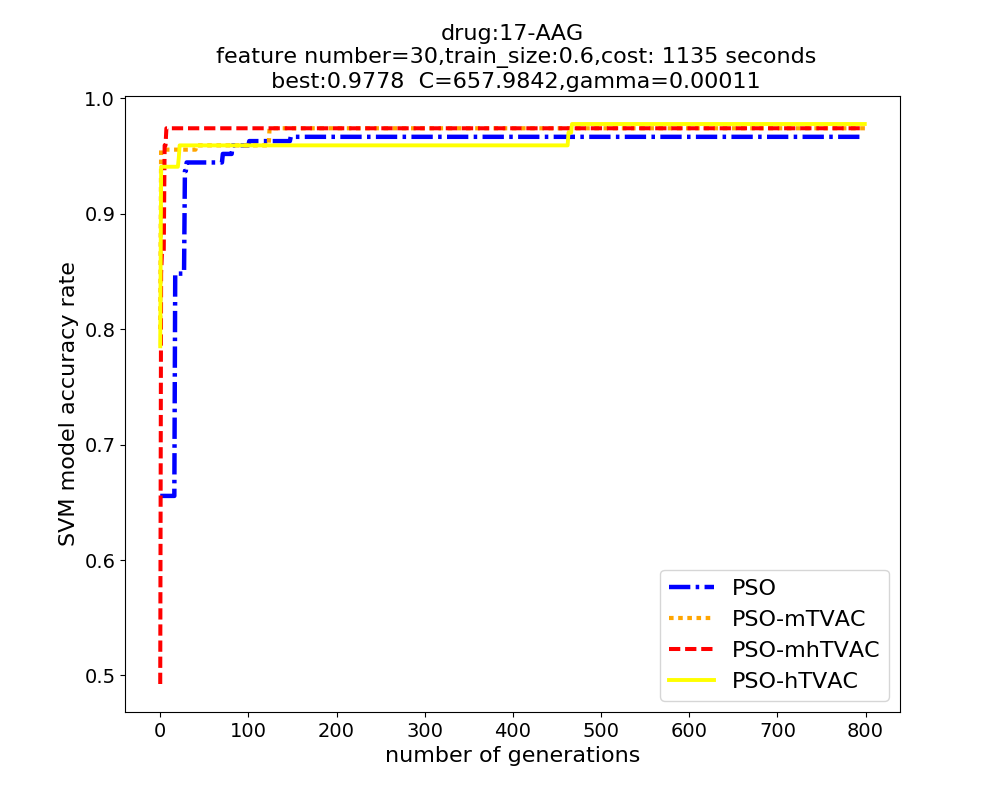 drug:17-AAG
feature number=30,train_size:0.6,cost: 1135 seconds
best:0.9778  C=657.9842,gamma=0.00011
1.0
0.9
0.8
0.7
0.6
0.5
SVM model accuracy rate
PSO
PSO-mTVAC
PSO-mhTVAC
PSO-hTVAC
0 100 200 300 400 500 600 700 800
number of generations